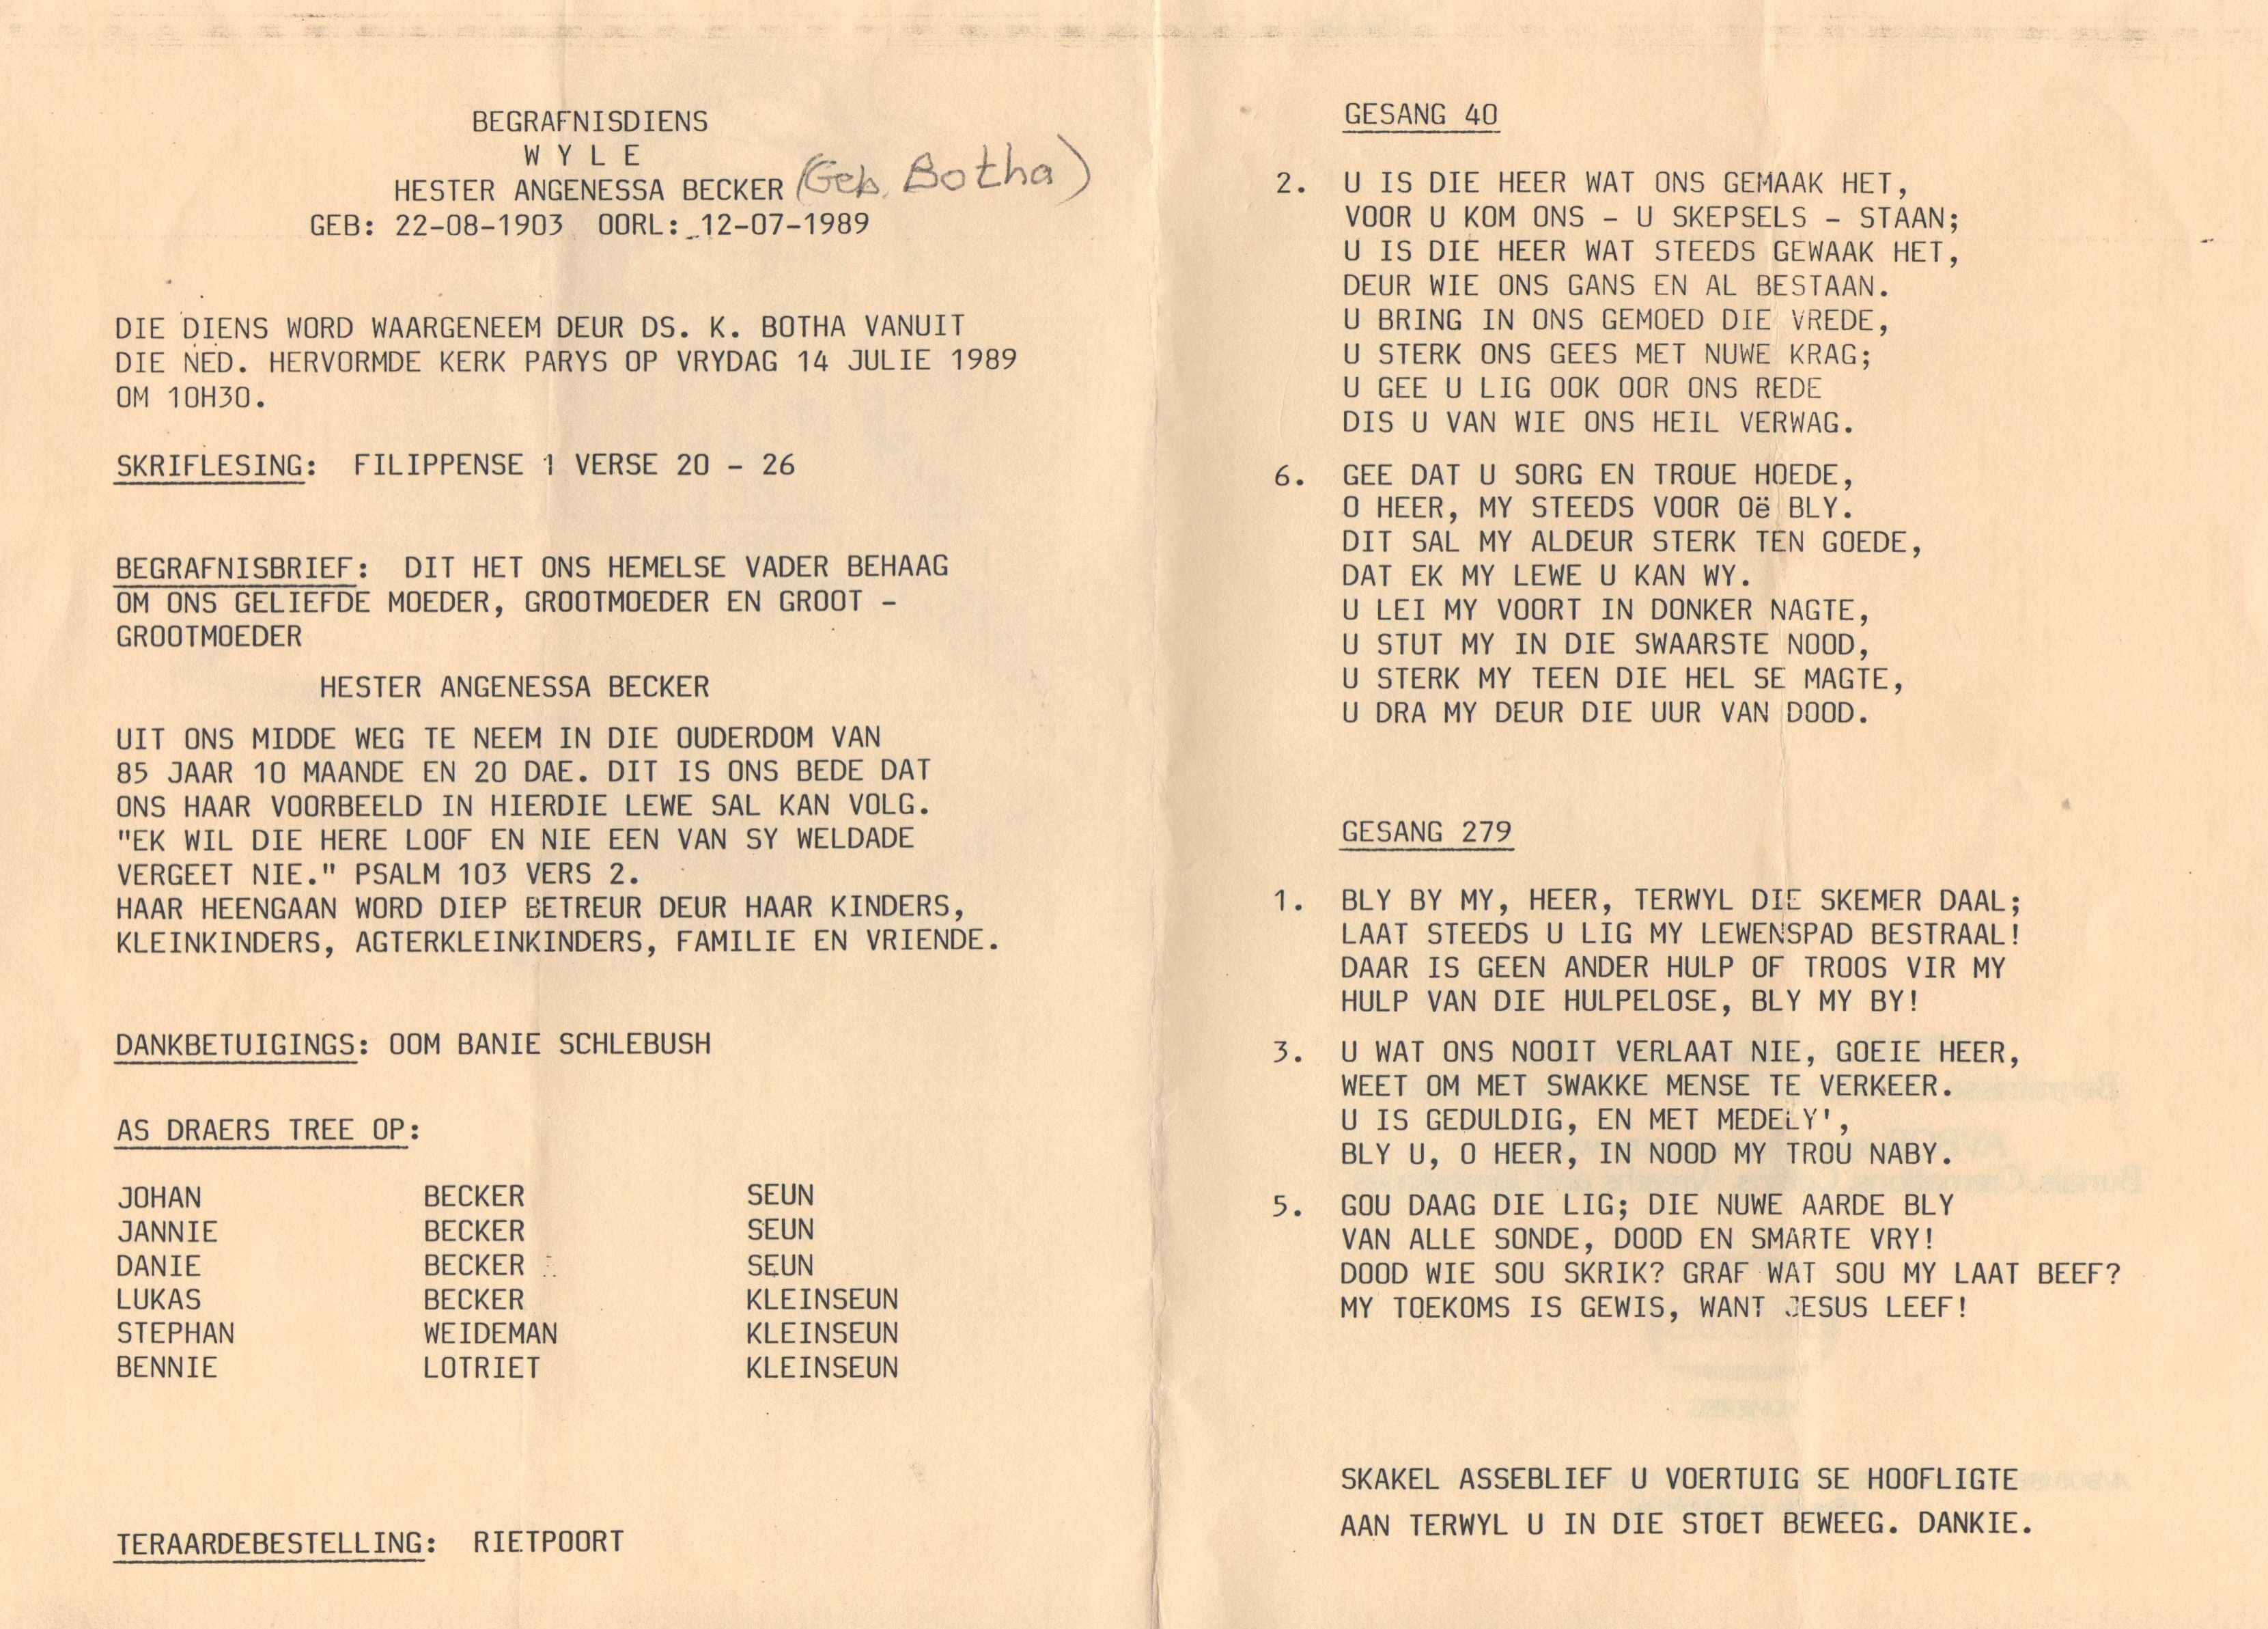 BEGRAFNISDIENS
W Y L E
HESTER ANGENESSA BECKER (Geb. Botha)
GEB: 22-08-1903 OORL: 12-07-1989
DIE DIENS WORD WAARGENEEM DEUR DS. K. BOTHA VANUIT
DIE NED. HERVORMDE KERK PARYS OP VRYDAG 14 JULIE 1989
OM 10H30.
SKRIFLESING: FILIPPENSE 1 VERSE 20 - 26
BEGRAFNISBRIEF: DIT HET ONS HEMELSE VADER BEHAAG
OM ONS GELIEFDE MOEDER, GROOTMOEDER EN GROOT -
GROOTMOEDER
HESTER ANGENESSA BECKER
UIT ONS MIDDE WEG TE NEEM IN DIE OUDERDOM VAN
85 JAAR 10 MAANDE EN 20 DAE. DIT IS ONS BEDE DAT
ONS HAAR VOORBEELD IN HIERDIE LEWE SAL KAN VOLG.
"EK WIL DIE HERE LOOF EN NIE EEN VAN SY WELDADE
VERGEET NIE." PSALM 103 VERS 2.
HAAR HEENGAAN WORD DIEP BETREUR DEUR HAAR KINDERS,
KLEINKINDERS, AGTERKLEINKINDERS, FAMILIE EN VRIENDE.
DANKBETUIGINGS: OOM BANIE SCHLEBUSH
AS DRAERS TREE OP:
JOHAN BECKER SEUN
JANNIE BECKER SEUN
DANIE BECKER SEUN
LUKAS BECKER KLEINSEUN
STEPHAN WEIDEMAN KLEINSEUN
BENNIE LOTRIET KLEINSEUN
TERAARDEBESTELLING: RIETPOORT
GESANG 40
2. U IS DIE HEER WAT ONS GEMAAK HET,
VOOR U KOM ONS - U SKEPSELS - STAAN;
U IS DIE HEER WAT STEEDS GEWAAK HET,
DEUR WIE ONS GANS EN AL BESTAAN.
U BRING IN ONS GEMOED DIE VREDE,
U STERK ONS GEES MET NUWE KRAG;
U GEE U LIG OOK OOR ONS REDE
DIS U VAN WIE ONS HEIL VERWAG.
6. GEE DAT U SORG EN TROUE HOEDE,
O HEER, MY STEEDS VOOR Oë BLY.
DIT SAL MY ALDEUR STERK TEN GOEDE,
DAT EK MY LEWE U KAN WY.
U LEI MY VOORT IN DONKER NAGTE,
U STUT MY IN DIE SWAARSTE NOOD,
U STERK MY TEEN DIE HEL SE MAGTE,
U DRA MY DEUR DIE UUR VAN DOOD.
GESANG 279
1. BLY BY MY, HEER, TERWYL DIE SKEMER DAAL;
LAAT STEEDS U LIG MY LEWENSPAD BESTRAAL!
DAAR IS GEEN ANDER HULP OF TROOS VIR MY
HULP VAN DIE HULPELOSE, BLY MY BY!
3. U WAT ONS NOOIT VERLAAT NIE, GOEIE HEER,
WEET OM MET SWAKKE MENSE TE VERKEER.
U IS GEDULDIG, EN MET MEDELY',
BLY U, O HEER, IN NOOD MY TROU NABY.
5. GOU DAAG DIE LIG; DIE NUWE AARDE BLY
VAN ALLE SONDE, DOOD EN SMARTE VRY!
DOOD WIE SOU SKRIK? GRAF WAT SOU MY LAAT BEEF?
MY TOEKOMS IS GEWIS, WANT JESUS LEEF!
SKAKEL ASSEBLIEF U VOERTUIG SE HOOFLIGTE
AAN TERWYL U IN DIE STOET BEWEEG. DANKIE.